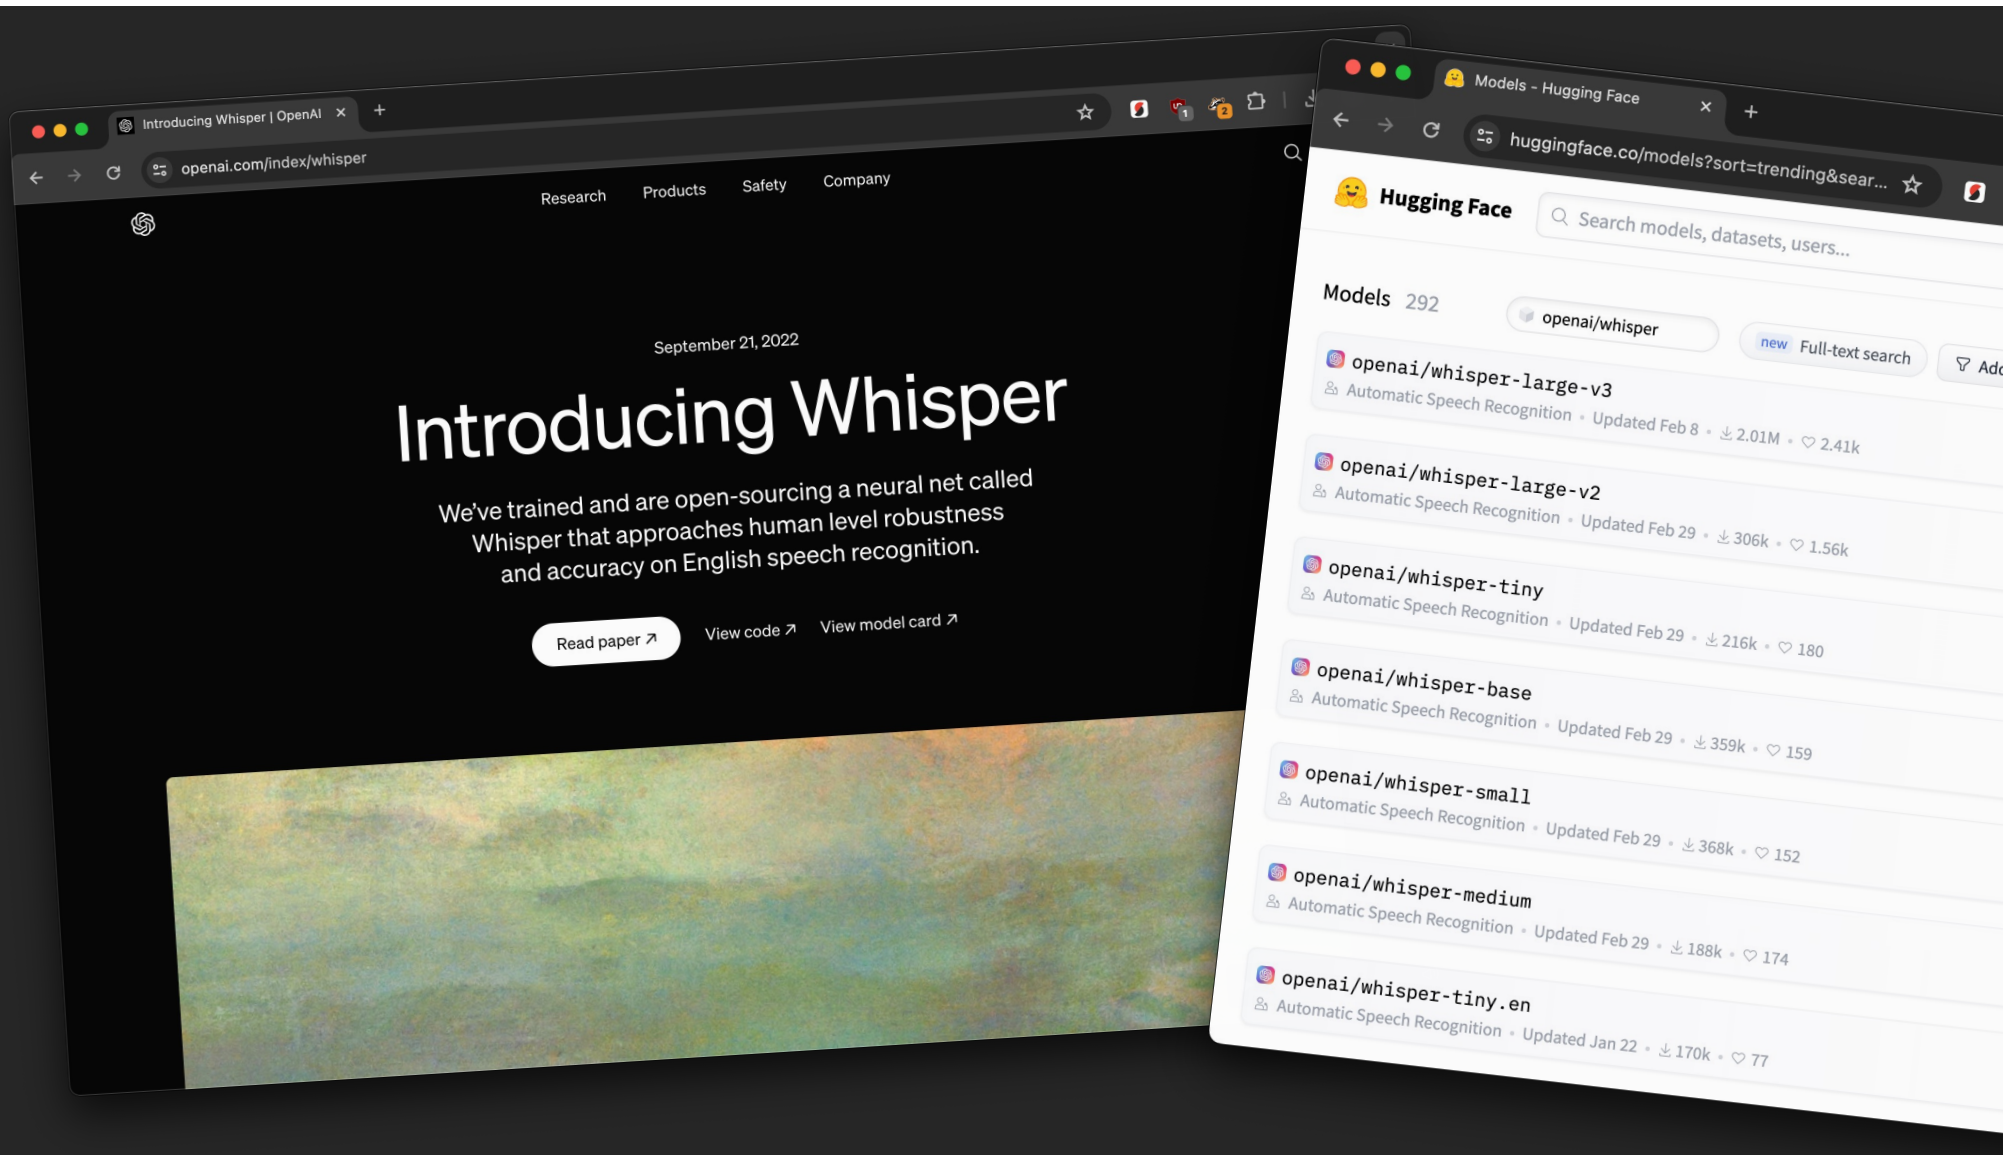 Introducing Whisper | OpenAI
openai.com/index/whisper
1
2
Research Products Safety Company
September 21, 2022
Introducing Whisper
We've trained and are open-sourcing a neural net called
Whisper that approaches human level robustness
and accuracy on English speech recognition.
Read paper ↗ View code ↗ View model card ↗
Models - Hugging Face
huggingface.co/models?sort=trending&sear...
Hugging Face
Search models, datasets, users...
Models 292
openai/whisper
new Full-text search
openai/whisper-large-v3
Automatic Speech Recognition • Updated Feb 8 • 2.01M • 2.41k
openai/whisper-large-v2
Automatic Speech Recognition • Updated Feb 29 • 306k • 1.56k
openai/whisper-tiny
Automatic Speech Recognition • Updated Feb 29 • 216k • 180
openai/whisper-base
Automatic Speech Recognition • Updated Feb 29 • 359k • 159
openai/whisper-small
Automatic Speech Recognition • Updated Feb 29 • 368k • 152
openai/whisper-medium
Automatic Speech Recognition • Updated Feb 29 • 188k • 174
openai/whisper-tiny.en
Automatic Speech Recognition • Updated Jan 22 • 170k • 77